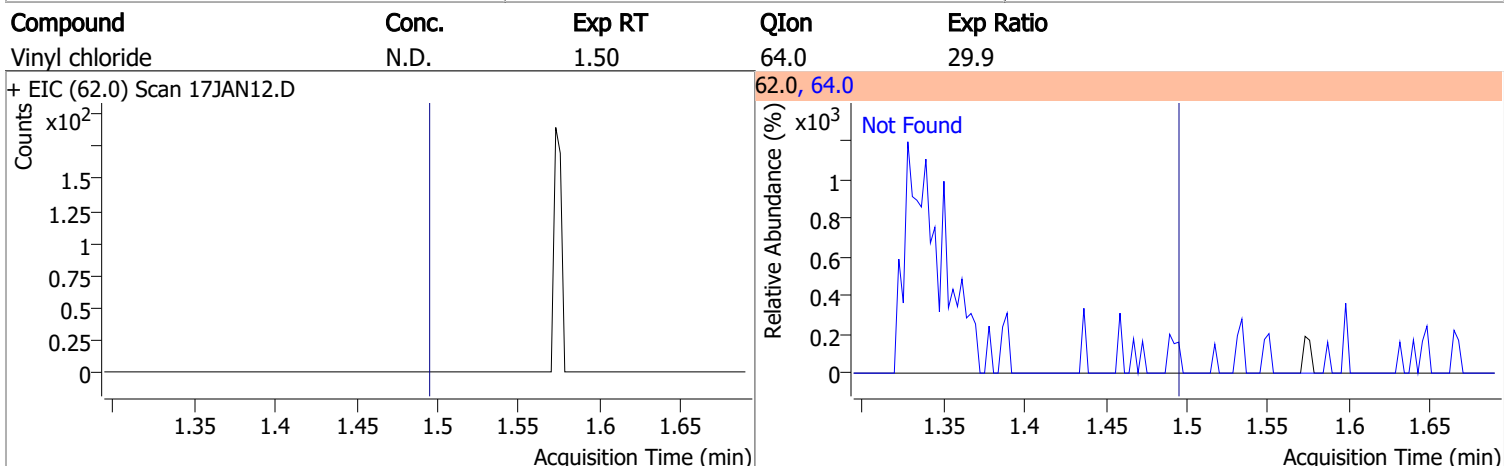 Compound Conc. Exp RT QIon Exp Ratio
Vinyl chloride N.D. 1.50 64.0 29.9
+ EIC (62.0) Scan 17JAN12.D
Counts
x10²
1.5
1.25
1
0.75
0.5
0.25
0
1.35 1.4 1.45 1.5 1.55 1.6 1.65
Acquisition Time (min)
62.0, 64.0
Relative Abundance (%)
x10³
Not Found
1
0.8
0.6
0.4
0.2
0
1.35 1.4 1.45 1.5 1.55 1.6 1.65
Acquisition Time (min)